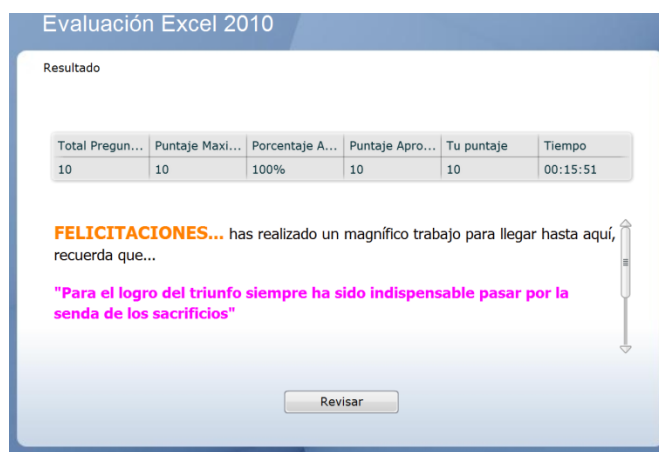 Evaluación Excel 2010
Resultado
Total Pregun... Puntaje Maxi... Porcentaje A... Puntaje Apro... Tu puntaje Tiempo
10 10 100% 10 10 00:15:51
FELICITACIONES... has realizado un magnífico trabajo para llegar hasta aquí,
recuerda que...
"Para el logro del triunfo siempre ha sido indispensable pasar por la
senda de los sacrificios"
Revisar